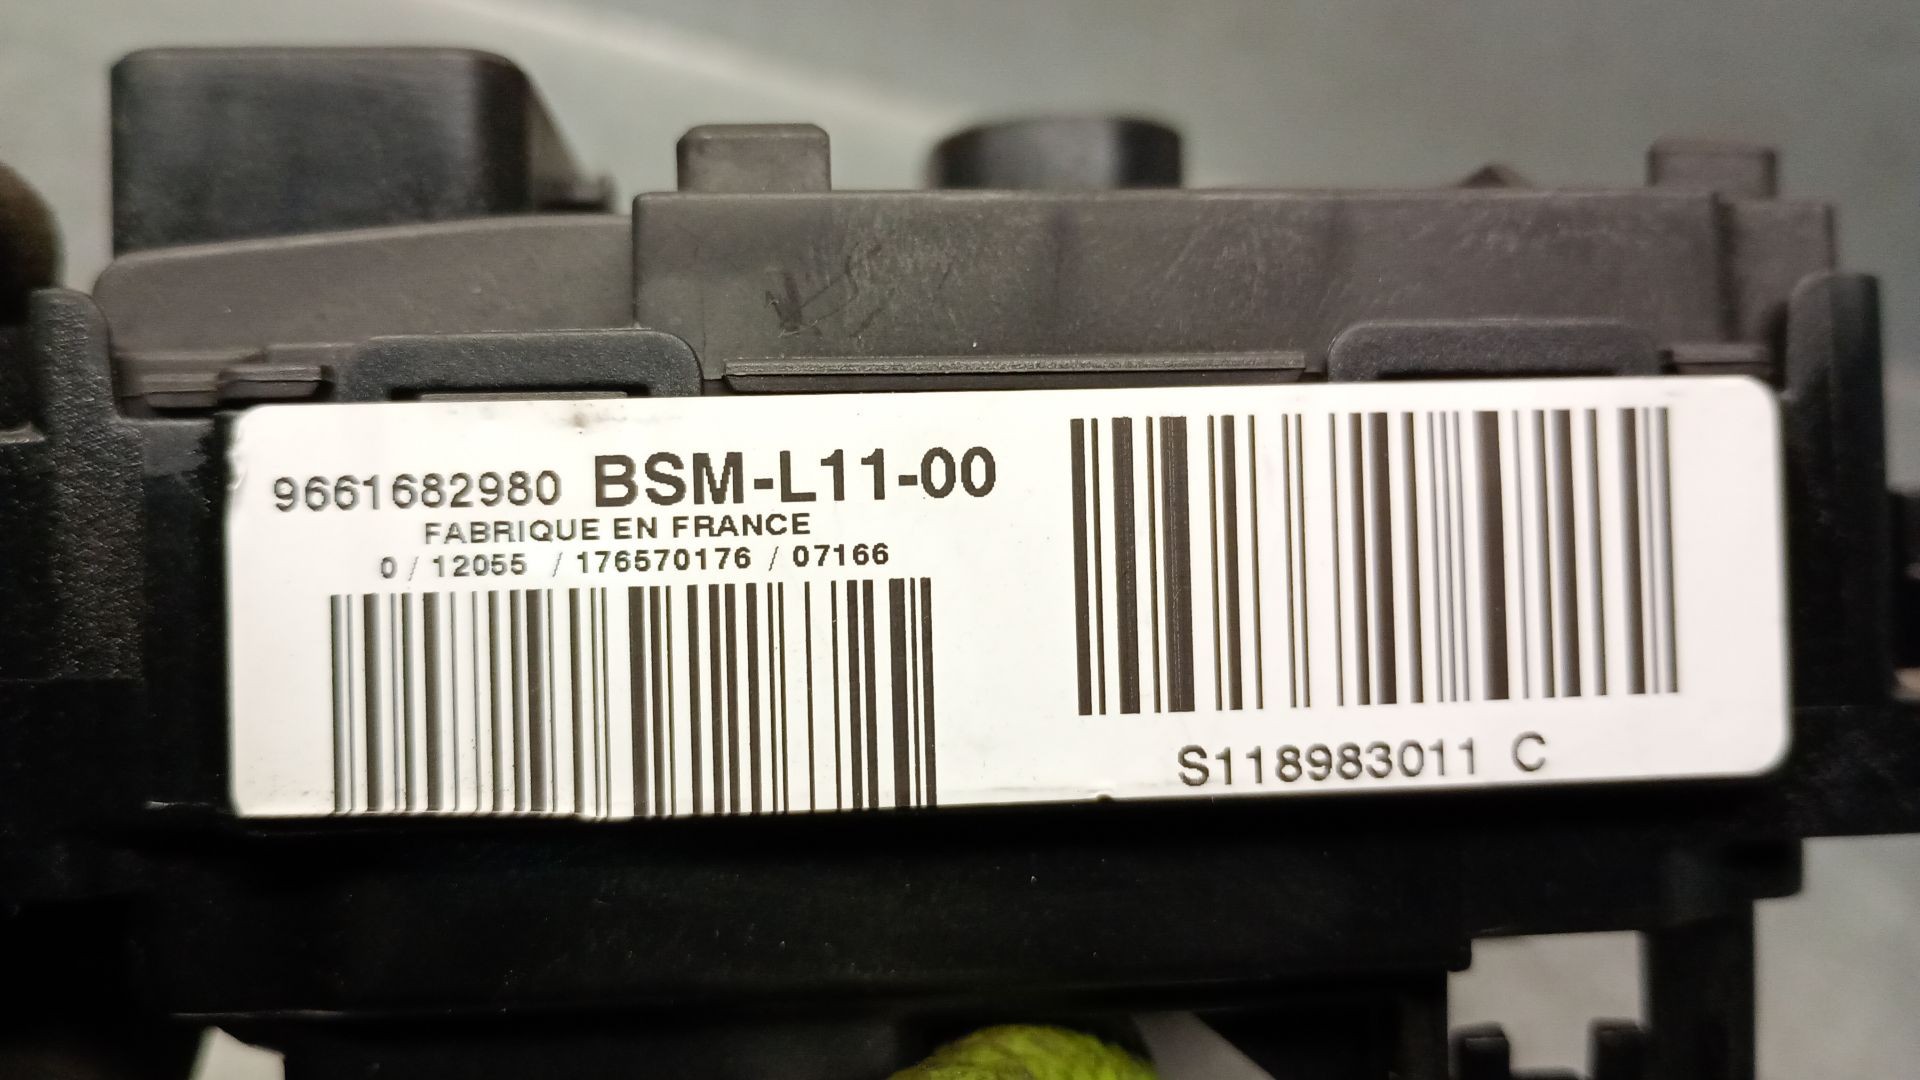 9661682980 BSM-L11-00
FABRIQUE EN FRANCE
0 / 12055 / 176570176 / 07166
S118983011 C